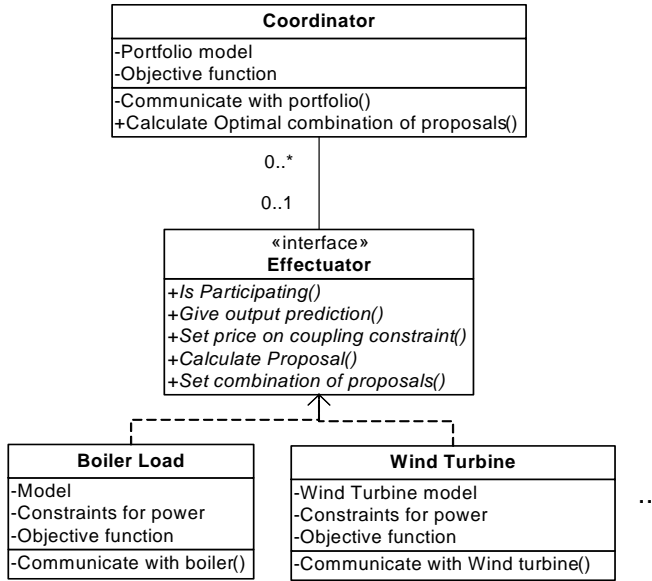 Coordinator
-Portfolio model
-Objective function
-Communicate with portfolio()
+Calculate Optimal combination of proposals()
0..*
0..1
«interface»
Effectuator
+Is Participating()
+Give output prediction()
+Set price on coupling constraint()
+Calculate Proposal()
+Set combination of proposals()
Boiler Load
-Model
-Constraints for power
-Objective function
-Communicate with boiler()
Wind Turbine
-Wind Turbine model
-Constraints for power
-Objective function
-Communicate with Wind turbine()
..